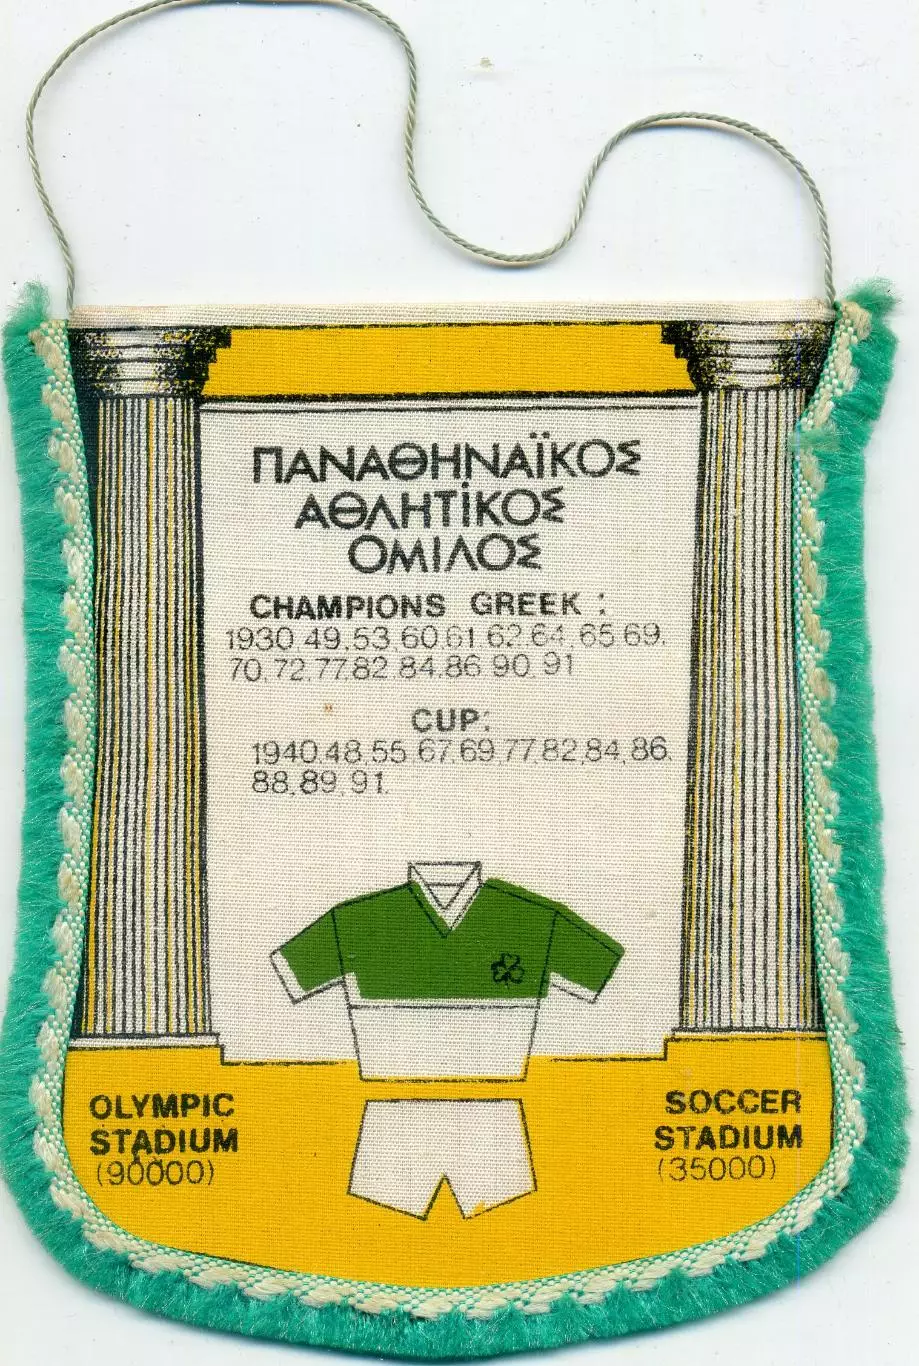 ΠΑΝΑΘΗΝΑΪΚΟΣ
ΑΘΛΗΤΊΚΟΣ
ΟΜΙΛΟΣ
CHAMPIONS GREEK :
1930.49.53.60.61.62.64.65.69.
70.72.77.82.84.86.90.91
CUP:
1940.48.55.67.69.77.82.84.86.
88.89.91.
OLYMPIC
STADIUM
(90000)
SOCCER
STADIUM
(35000)